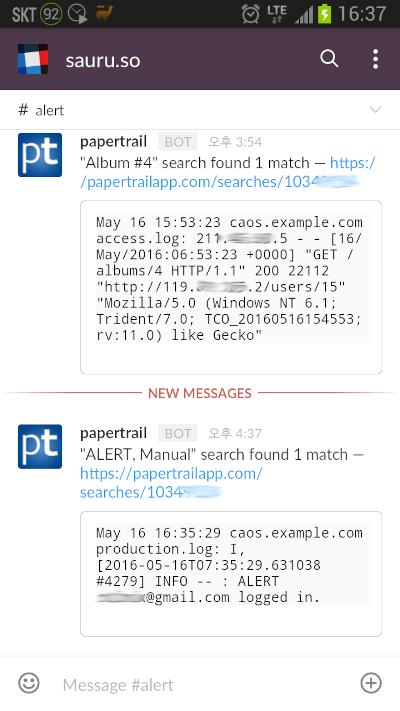 SKT 92 LTE 16:37
sauru.so
# alert
papertrail BOT 오후 3:54
"Album #4" search found 1 match — https:/
/papertrailapp.com/searches/1034
May 16 15:53:23 caos.example.com
access.log: 211. .5 - - [16/
May/2016:06:53:23 +0000] "GET /
albums/4 HTTP/1.1" 200 22112
"http://119. .2/users/15"
"Mozilla/5.0 (Windows NT 6.1;
Trident/7.0; TCO_20160516154553;
rv:11.0) like Gecko"
NEW MESSAGES
papertrail BOT 오후 4:37
"ALERT, Manual" search found 1 match —
https://papertrailapp.com/
searches/1034
May 16 16:35:29 caos.example.com
production.log: I,
[2016-05-16T07:35:29.631038
#4279] INFO -- : ALERT
@gmail.com logged in.
Message #alert
pt
pt